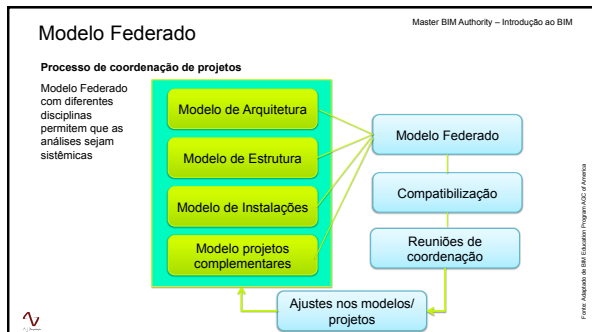 Master BIM Authority – Introdução ao BIM
Modelo Federado
Processo de coordenação de projetos
Modelo Federado
com diferentes
disciplinas
permitem que as
análises sejam
sistêmicas
Modelo de Arquitetura
Modelo de Estrutura
Modelo de Instalações
Modelo projetos
complementares
Modelo Federado
Compatibilização
Reuniões de
coordenação
Ajustes nos modelos/
projetos
Fonte: Adaptado de BIM Education Program AGC of America